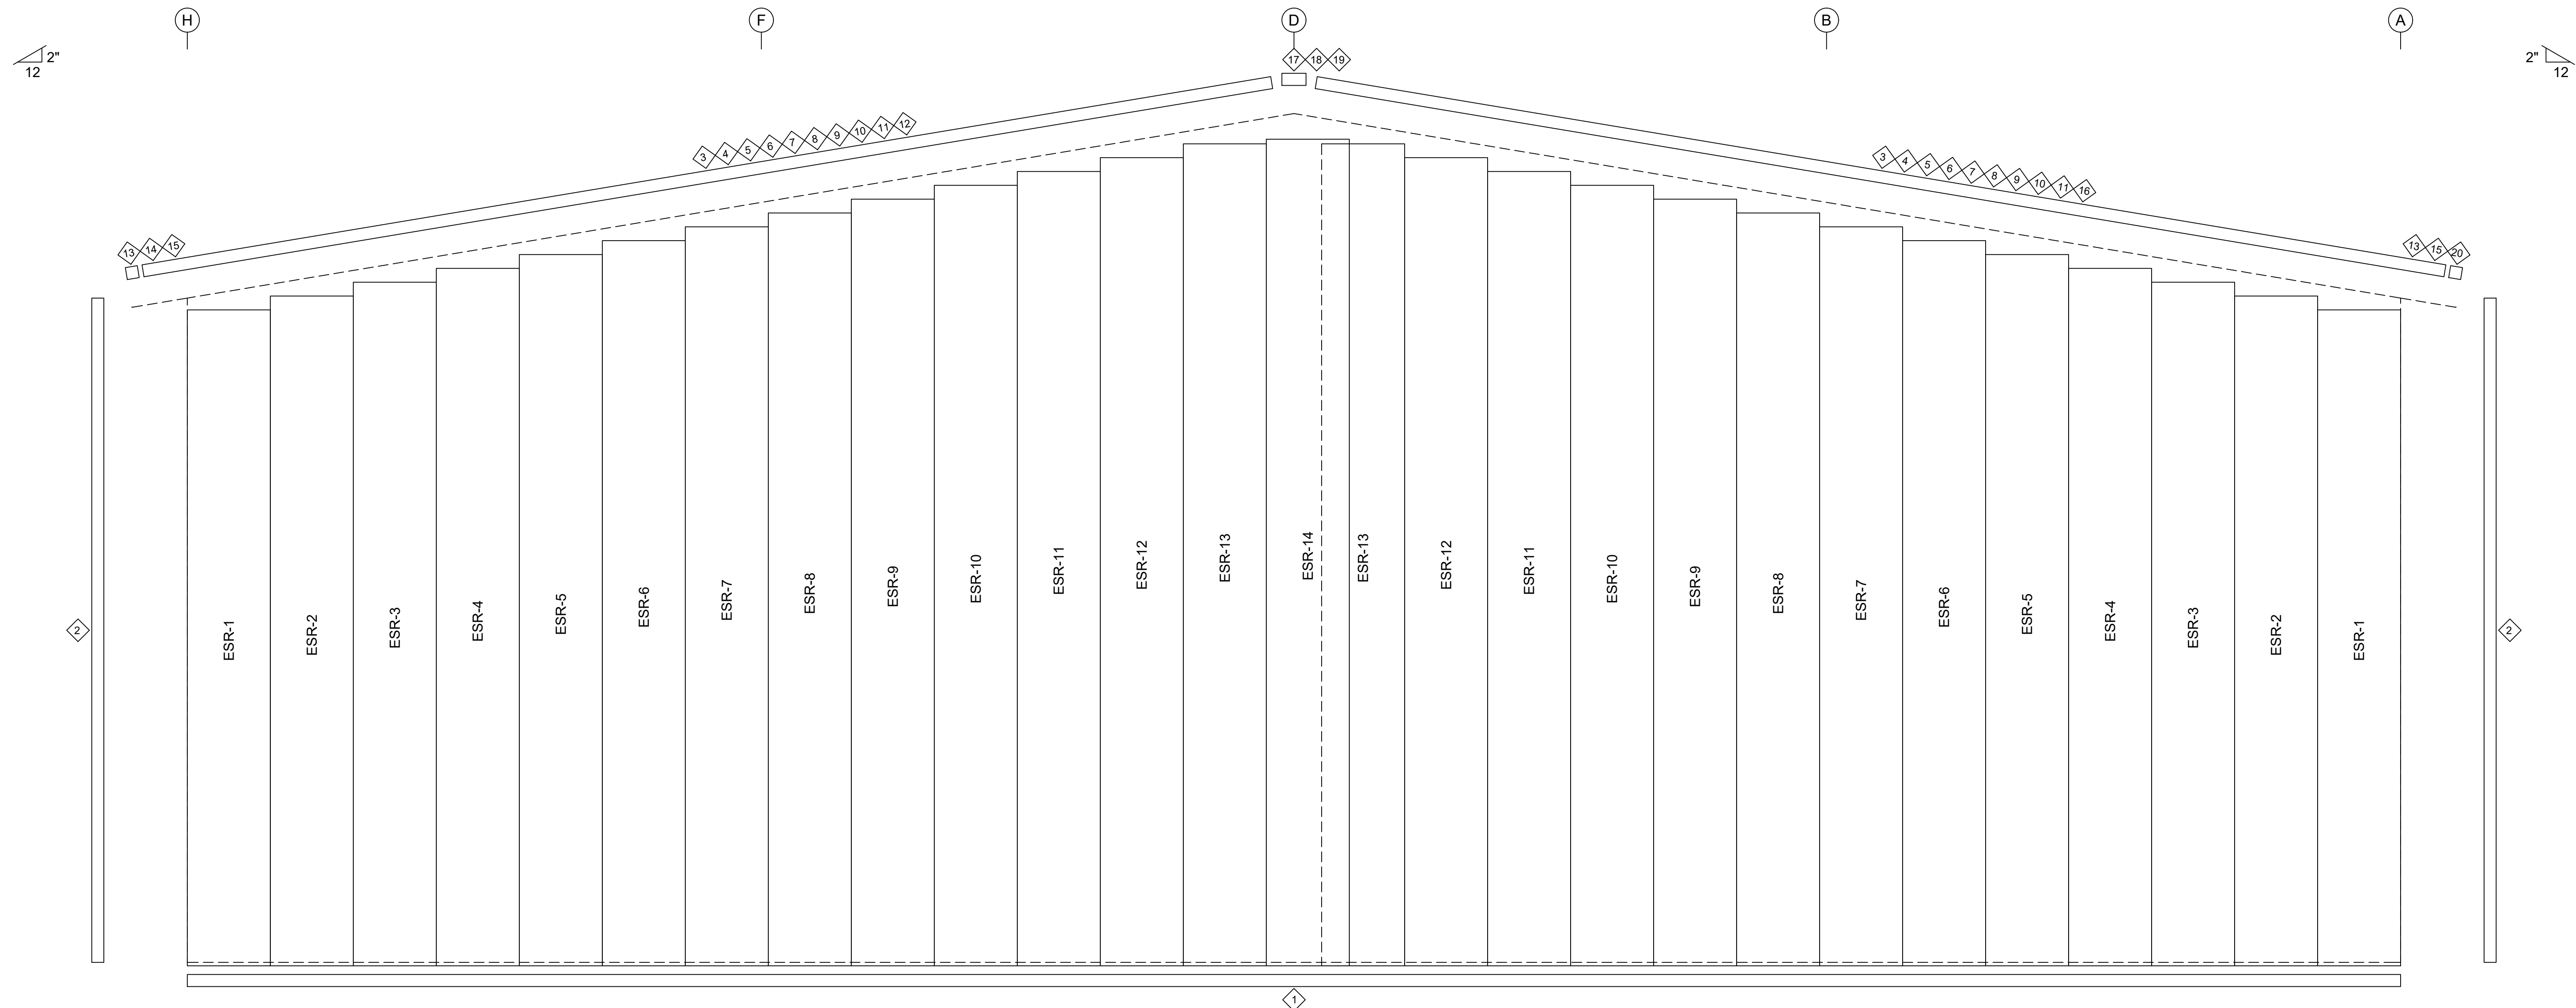 H F D B A
2"
12
2"
12
17 18 19
3 4 5 6 7 8 9 10 11 12
3 4 5 6 7 8 9 10 11 16
13 14 15
13 15 20
ESR-1
ESR-2
ESR-3
ESR-4
ESR-5
ESR-6
ESR-7
ESR-8
ESR-9
ESR-10
ESR-11
ESR-12
ESR-13
ESR-14
ESR-13
ESR-12
ESR-11
ESR-10
ESR-9
ESR-8
ESR-7
ESR-6
ESR-5
ESR-4
ESR-3
ESR-2
ESR-1
2
2
1